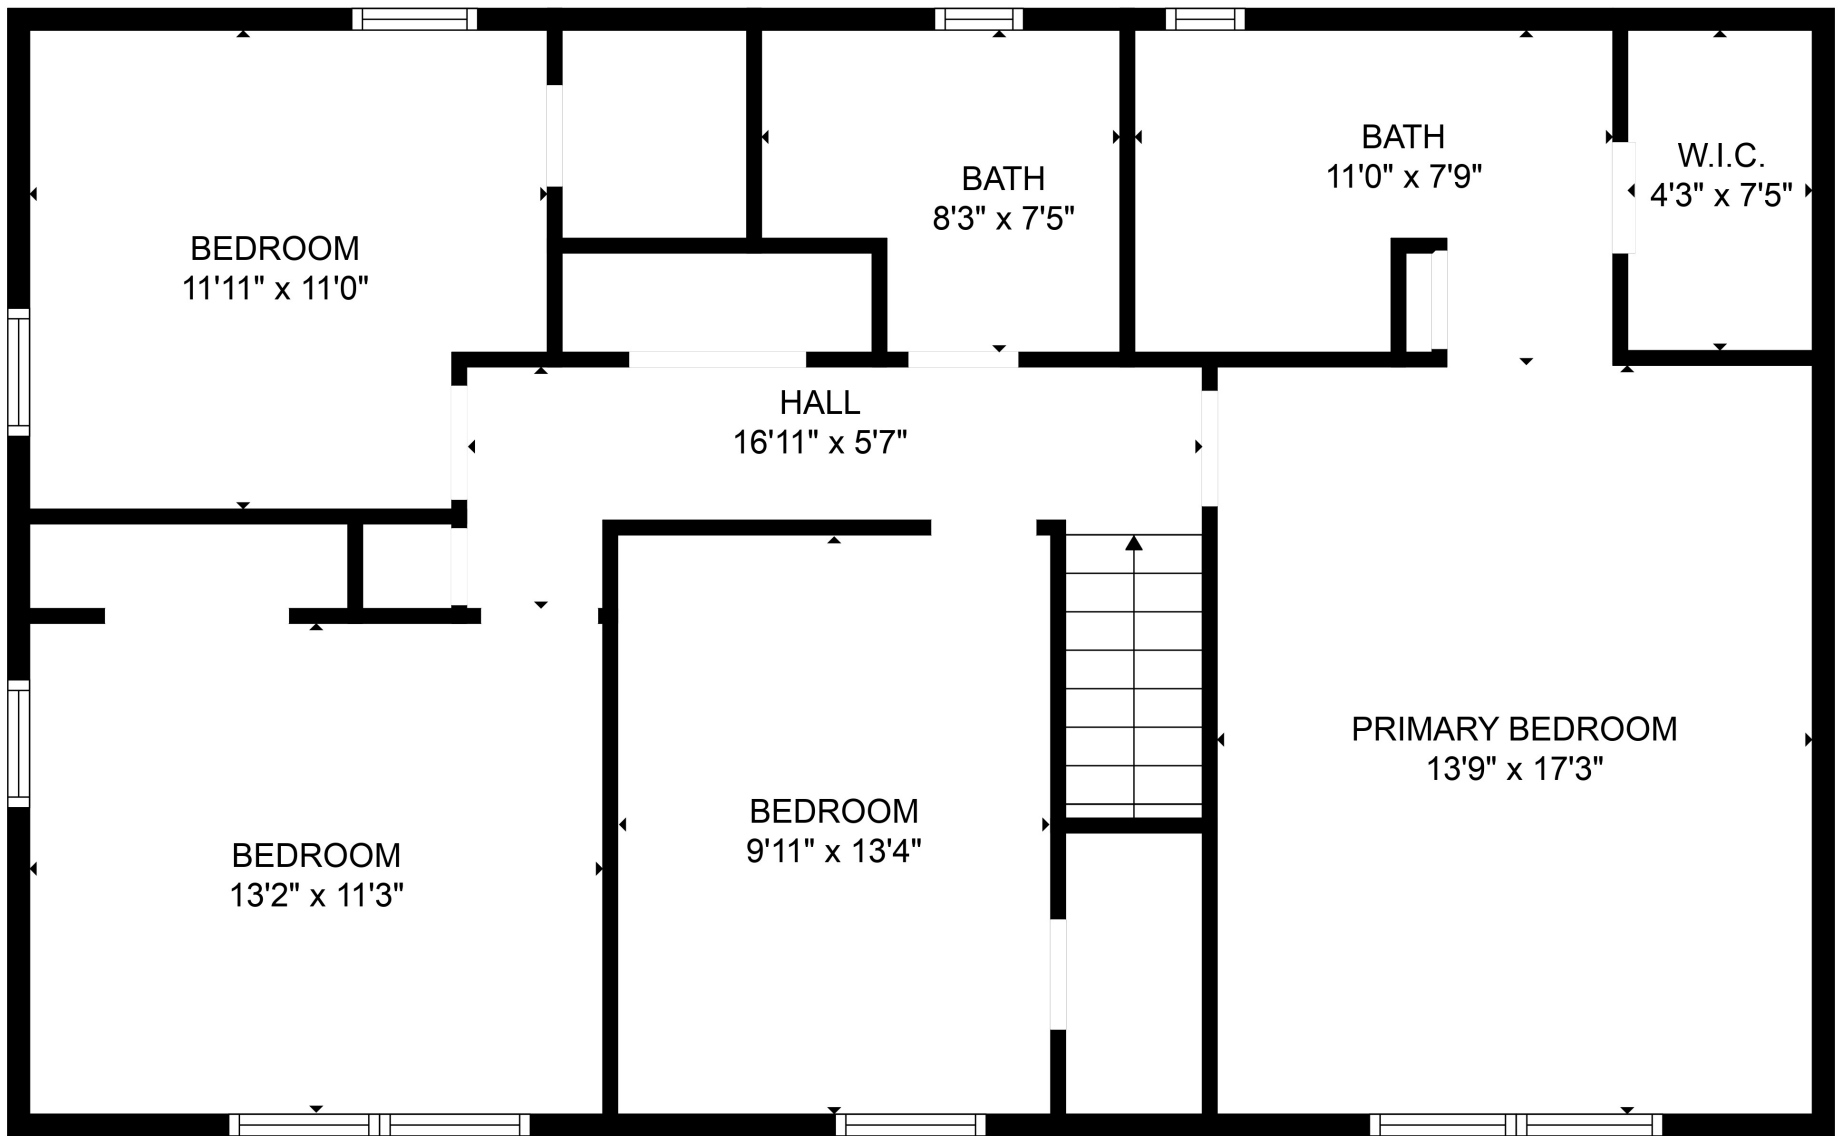 BATH
11'0" x 7'9"
W.I.C.
4'3" x 7'5"
BATH
8'3" x 7'5"
BEDROOM
11'11" x 11'0"
HALL
16'11" x 5'7"
PRIMARY BEDROOM
13'9" x 17'3"
BEDROOM
9'11" x 13'4"
BEDROOM
13'2" x 11'3"